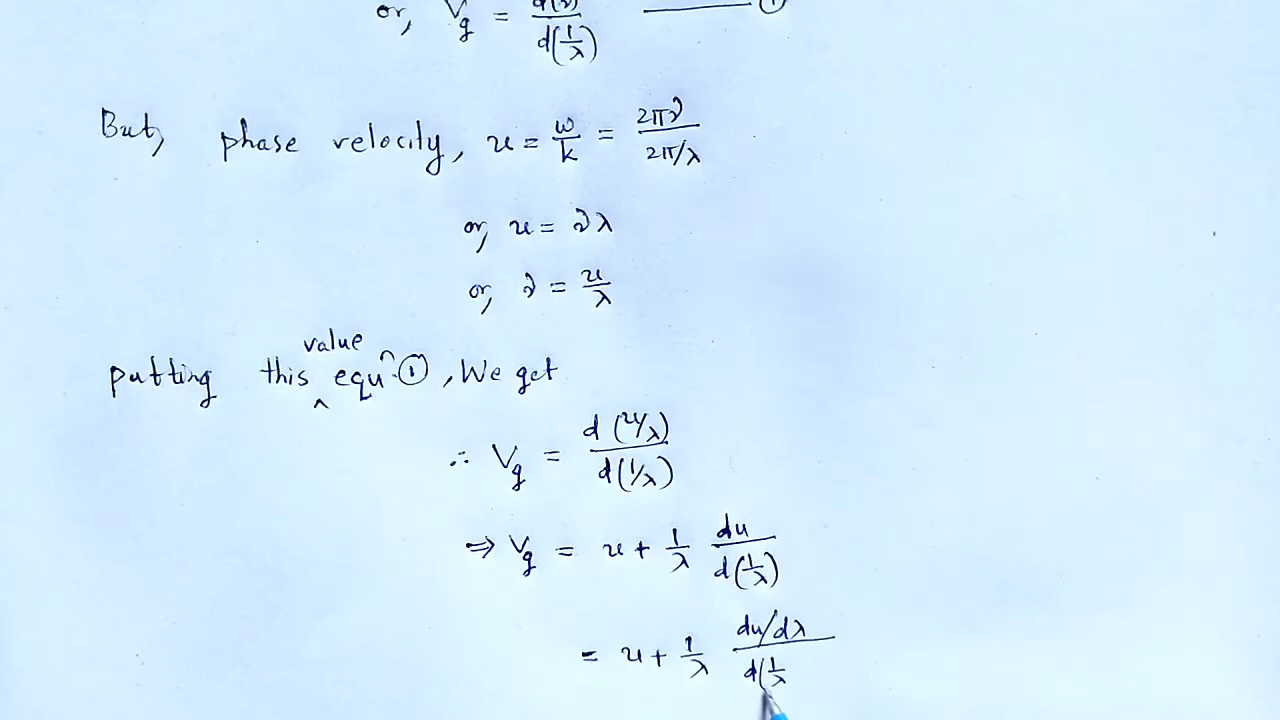 or, Vg = d(ν)/d(1/λ) ——— ①
But, phase velocity, u = ω/k = 2πν/2π/λ
or, u = νλ
or, ν = u/λ
value
putting this ^ equⁿ. ①, We get
∴ Vg = d(u/λ)/d(1/λ)
⇒ Vg = u + 1/λ du/d(1/λ)
= u + 1/λ du/dλ/d(1/λ